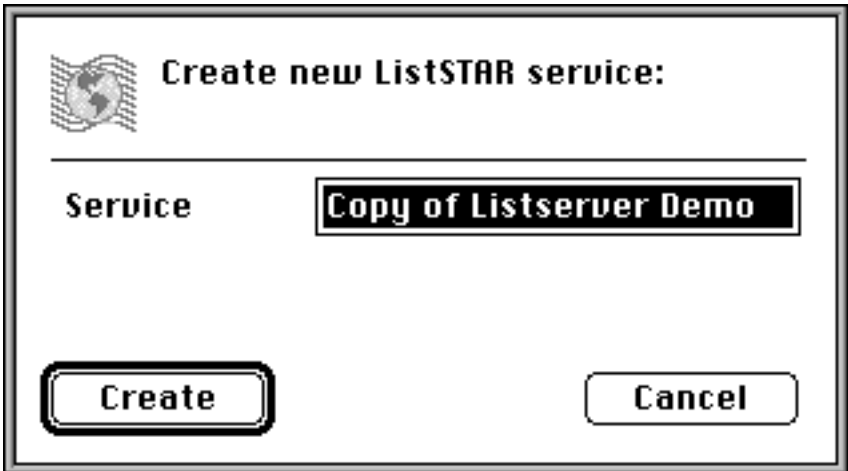 Create new ListSTAR service:
Service
Copy of Listserver Demo
Create
Cancel